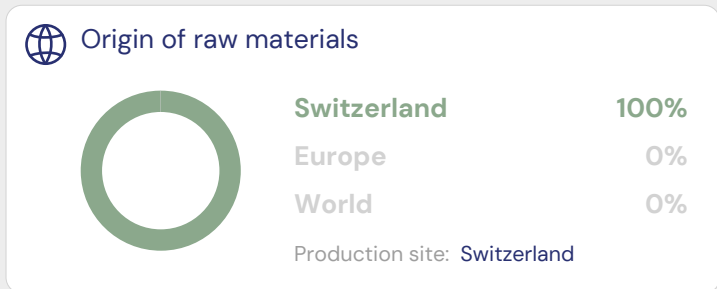 Origin of raw materials
Switzerland 100%
Europe 0%
World 0%
Production site: Switzerland